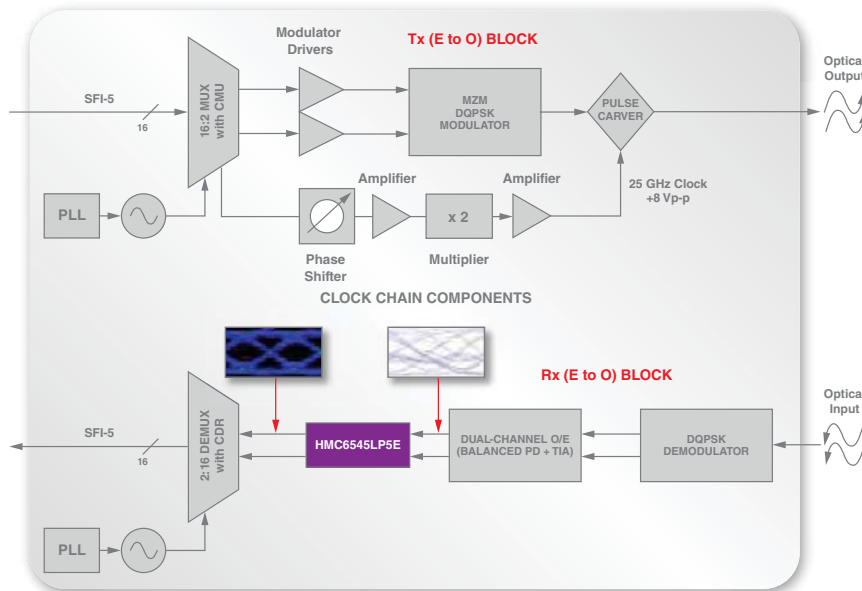 Modulator
Drivers
Tx (E to O) BLOCK
Optical
Output
SFI-5
16
16:2 MUX
with CMU
MZM
DQPSK
MODULATOR
PULSE
CARVER
PLL
Amplifier
x 2
Amplifier
25 GHz Clock
+8 Vp-p
Phase
Shifter
Multiplier
CLOCK CHAIN COMPONENTS
Rx (E to O) BLOCK
Optical
Input
SFI-5
16
2:16 DEMUX
with CDR
HMC6545LP5E
DUAL-CHANNEL O/E
(BALANCED PD + TIA)
DQPSK
DEMODULATOR
PLL